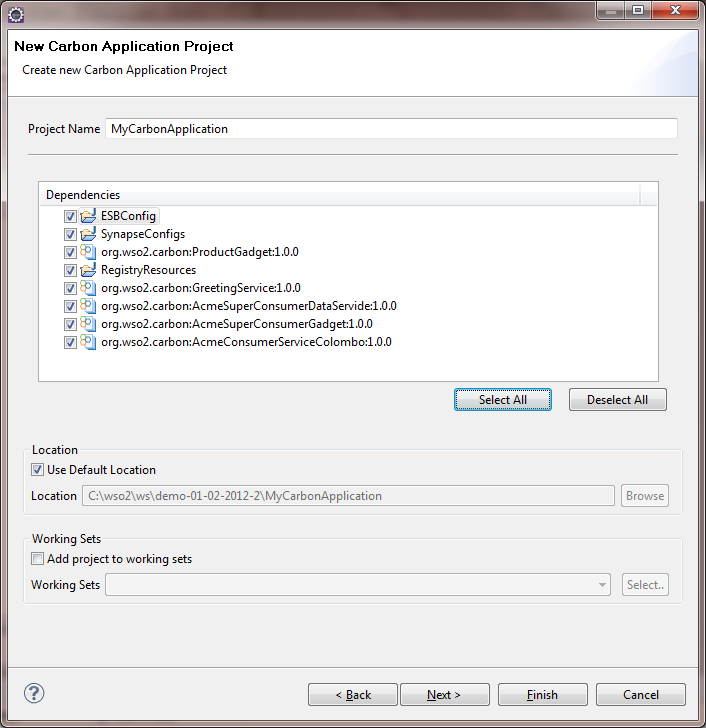 New Carbon Application Project
Create new Carbon Application Project
Project Name MyCarbonApplication
Dependencies
ESBConfig
SynapseConfigs
org.wso2.carbon:ProductGadget:1.0.0
RegistryResources
org.wso2.carbon:GreetingService:1.0.0
org.wso2.carbon:AcmeSuperConsumerDataServide:1.0.0
org.wso2.carbon:AcmeSuperConsumerGadget:1.0.0
org.wso2.carbon:AcmeConsumerServiceColombo:1.0.0
Select All Deselect All
Location
Use Default Location
Location C:\wso2\ws\demo-01-02-2012-2\MyCarbonApplication Browse
Working Sets
Add project to working sets
Working Sets Select..
? < Back Next > Finish Cancel